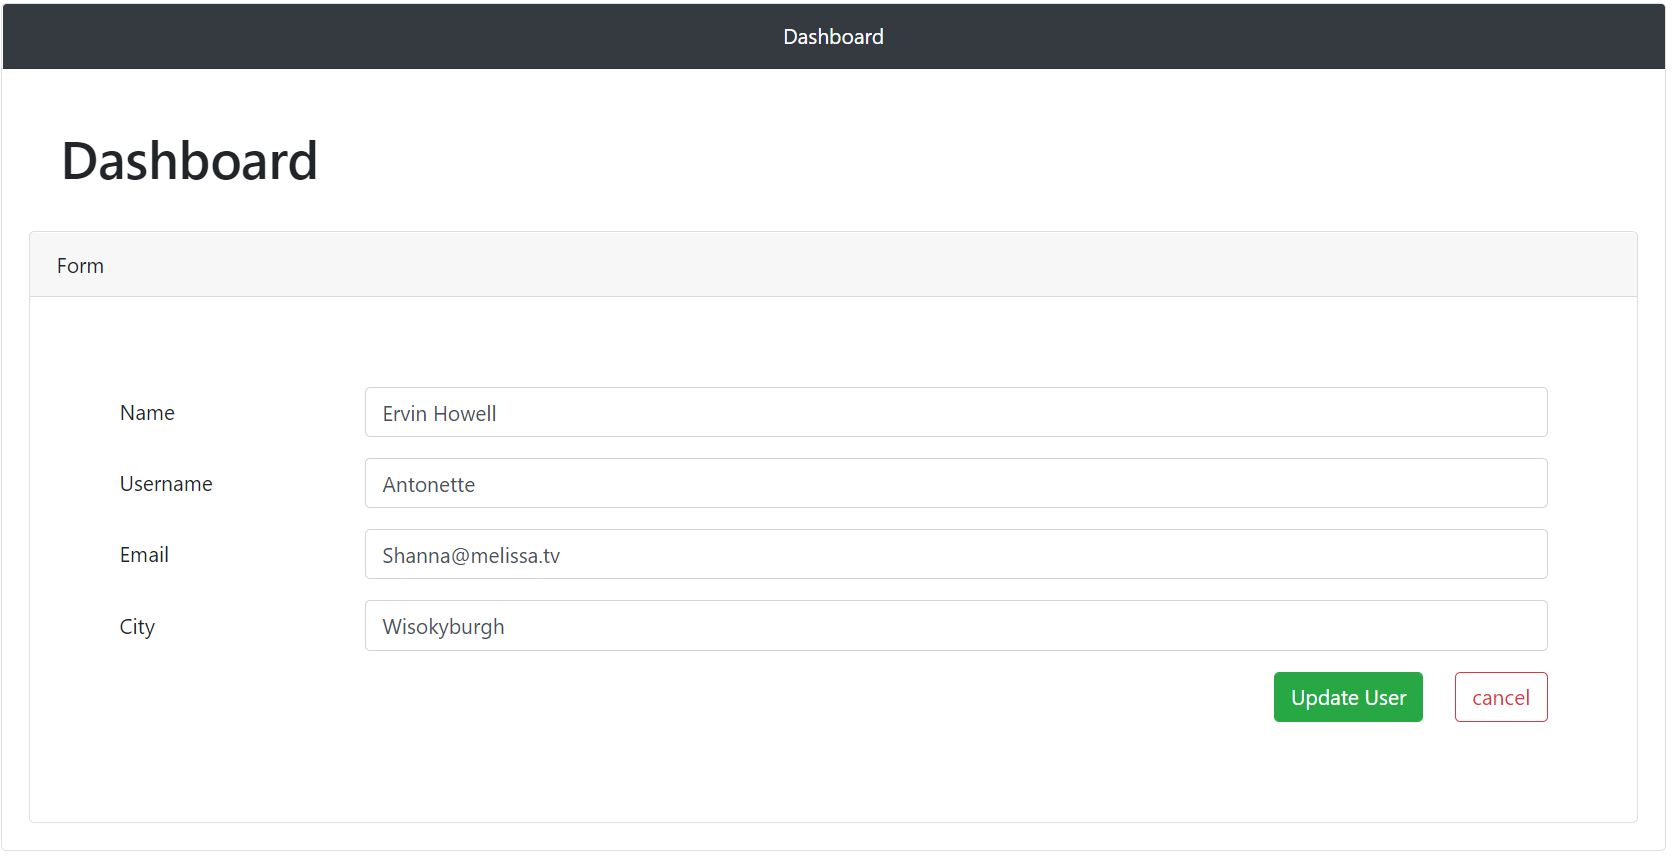 Dashboard
Dashboard
Form
Name Ervin Howell
Username Antonette
Email Shanna@melissa.tv
City Wisokyburgh
Update User cancel